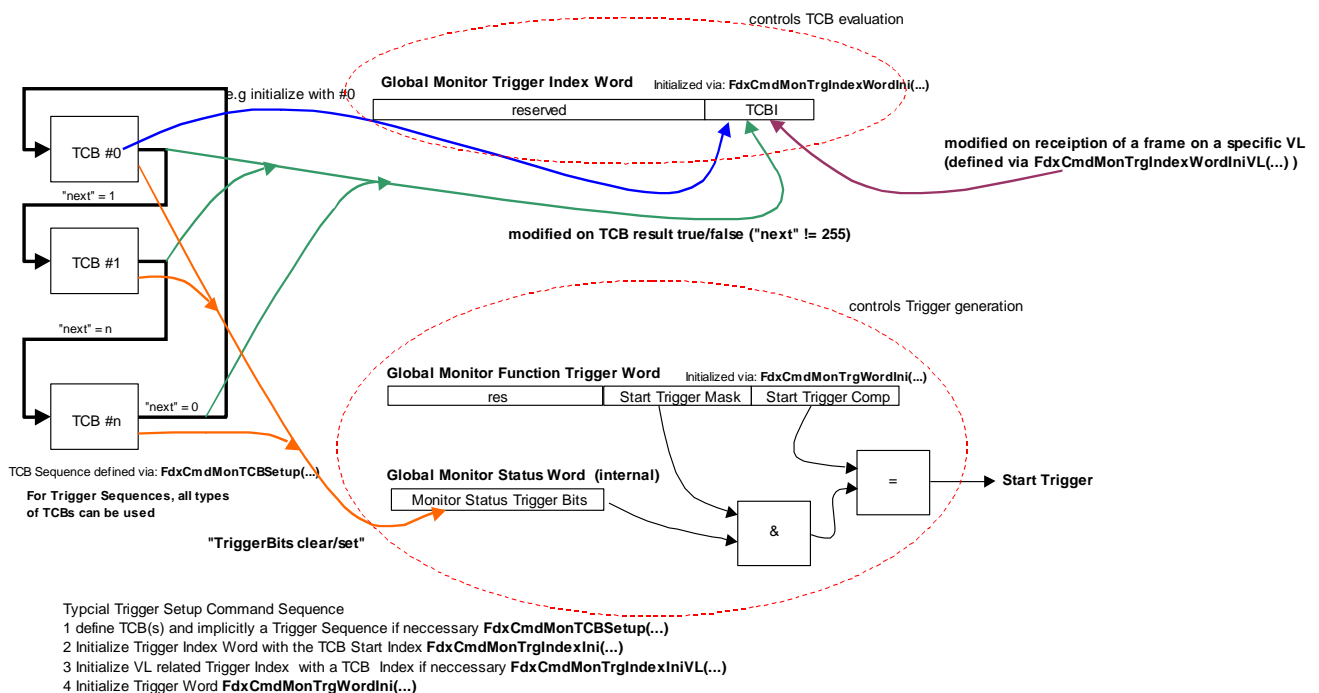 controls TCB evaluation
Global Monitor Trigger Index Word
Initialized via: FdxCmdMonTrgIndexWordIni(...)
e.g initialize with #0
reserved
TCBI
TCB #0
modified on receiption of a frame on a specific VL
(defined via FdxCmdMonTrgIndexWordIniVL(...) )
"next" = 1
modified on TCB result true/false ("next" != 255)
TCB #1
controls Trigger generation
"next" = n
Global Monitor Function Trigger Word
Initialized via: FdxCmdMonTrgWordIni(...)
res
Start Trigger Mask
Start Trigger Comp
"next" = 0
TCB #n
TCB Sequence defined via: FdxCmdMonTCBSetup(...)
Global Monitor Status Word (internal)
=
Start Trigger
For Trigger Sequences, all types
of TCBs can be used
Monitor Status Trigger Bits
&
"TriggerBits clear/set"
Typcial Trigger Setup Command Sequence
1 define TCB(s) and implicitly a Trigger Sequence if neccessary FdxCmdMonTCBSetup(...)
2 Initialize Trigger Index Word with the TCB Start Index FdxCmdMonTrgIndexIni(...)
3 Initialize VL related Trigger Index with a TCB Index if neccessary FdxCmdMonTrgIndexIniVL(...)
4 Initialize Trigger Word FdxCmdMonTrgWordIni(...)